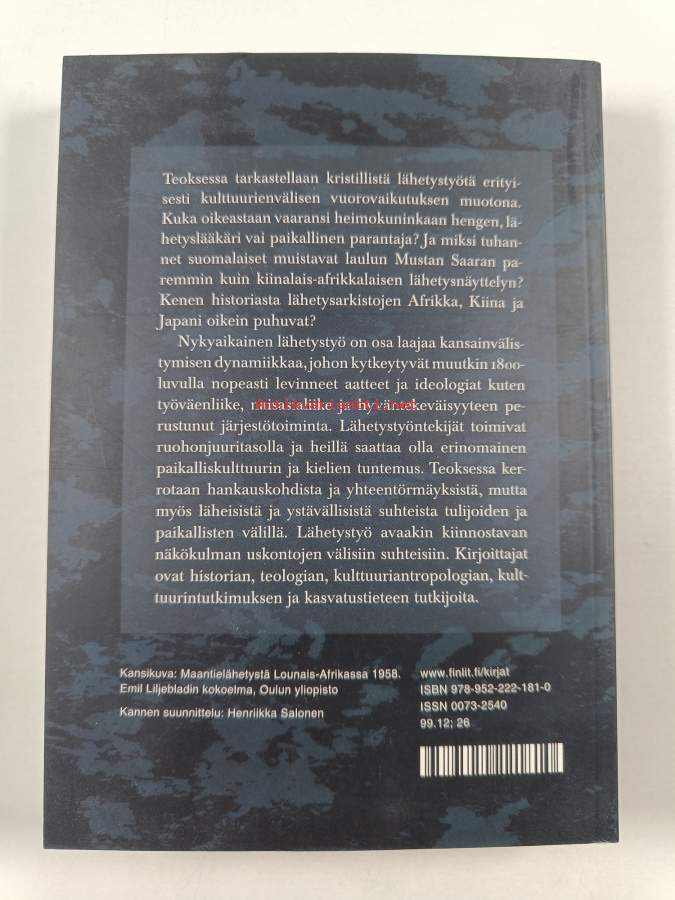 Teoksessa tarkastellaan kristillistä lähetystyötä erityi-
sesti kulttuurienvälisen vuorovaikutuksen muotona.
Kuka oikeastaan vaaransi heimokuninkaan hengen, lä-
hetyslääkäri vai paikallinen parantaja? Ja miksi tuhan-
net suomalaiset muistavat laulun Mustan Saaran pa-
remmin kuin kiinalais-afrikkalaisen lähetysnäyttelyn?
Kenen historiasta lähetysarkistojen Afrikka, Kiina ja
Japani oikein puhuvat?
Nykyaikainen lähetystyö on osa laajaa kansainvälis-
tymisen dynamiikkaa, johon kytkeytyvät muutkin 1800-
luvulla nopeasti levinneet aatteet ja ideologiat kuten
työväenliike, naisasialiike ja hyväntekeväisyyteen pe-
rustunut järjestötoiminta. Lähetystyöntekijät toimivat
ruohonjuuritasolla ja heillä saattaa olla erinomainen
paikalliskulttuurin ja kielien tuntemus. Teoksessa ker-
rotaan hankauskohdista ja yhteentörmäyksistä, mutta
myös läheisistä ja ystävällisistä suhteista tulijoiden ja
paikallisten välillä. Lähetystyö avaakin kiinnostavan
näkökulman uskontojen välisiin suhteisiin. Kirjoittajat
ovat historian, teologian, kulttuuriantropologian, kult-
tuurintutkimuksen ja kasvatustieteen tutkijoita.
Kansikuva: Maantielähetystä Lounais-Afrikassa 1958.
Emil Liljebladin kokoelma, Oulun yliopisto
Kannen suunnittelu: Henriikka Salonen
www.finlit.fi/kirjat
ISBN 978-952-222-181-0
ISSN 0073-2540
99.12; 26